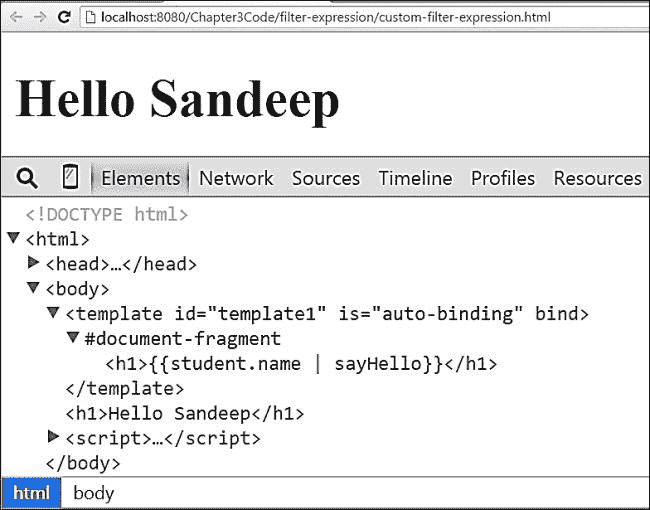 localhost:8080/Chapter3Code/filter-expression/custom-filter-expression.html
Hello Sandeep
Elements Network Sources Timeline Profiles Resources
<!DOCTYPE html>
<html>
<head>…</head>
<body>
<template id="template1" is="auto-binding" bind>
#document-fragment
<h1>{{student.name | sayHello}}</h1>
</template>
<h1>Hello Sandeep</h1>
<script>…</script>
</body>
html body